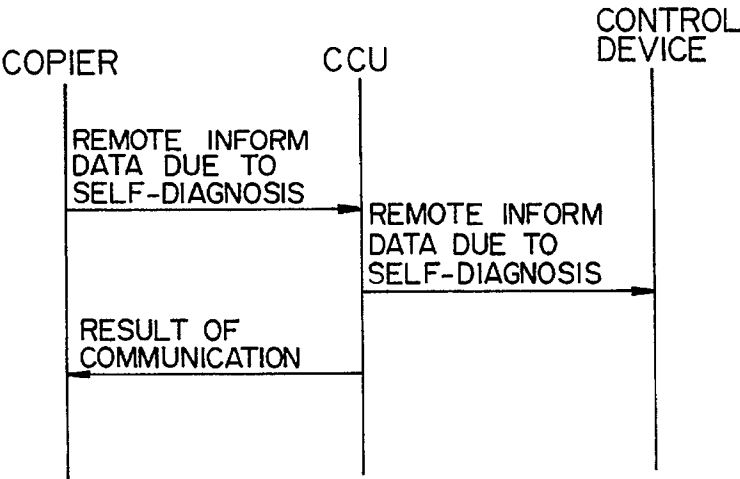 COPIER
CCU
CONTROL
DEVICE
REMOTE INFORM
DATA DUE TO
SELF-DIAGNOSIS
REMOTE INFORM
DATA DUE TO
SELF-DIAGNOSIS
RESULT OF
COMMUNICATION